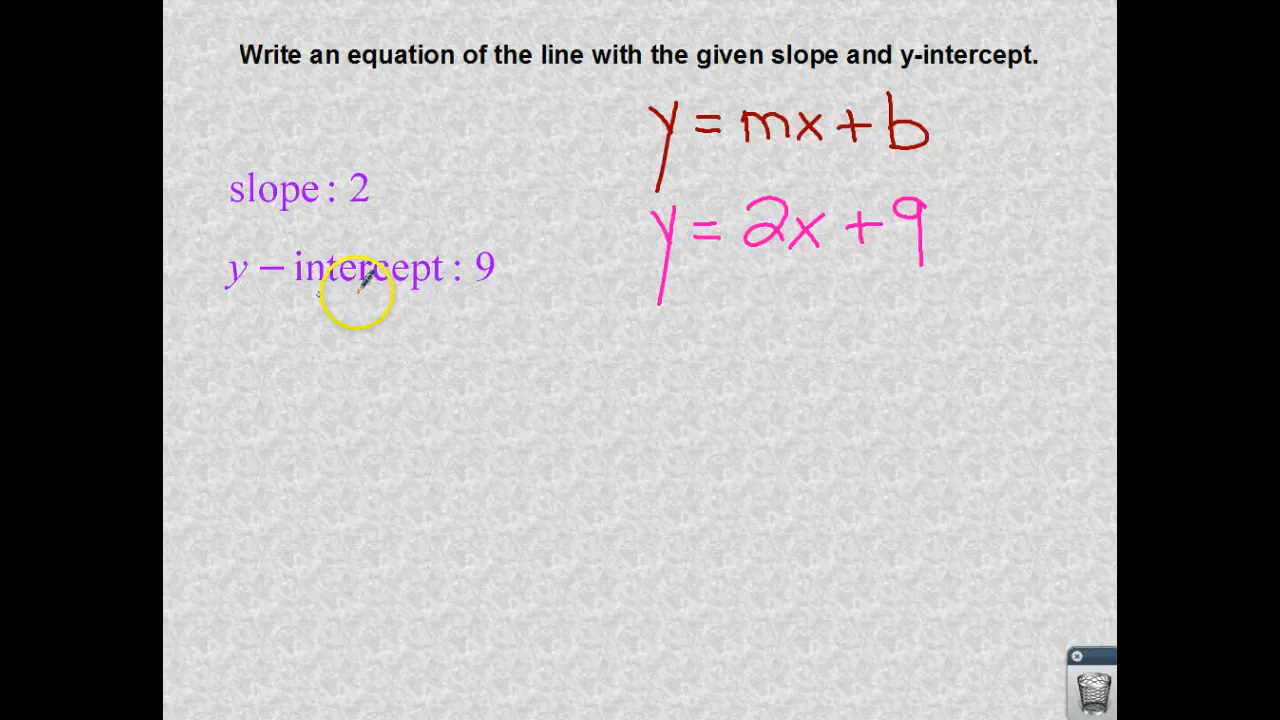 Write an equation of the line with the given slope and y-intercept.
y = mx + b
slope : 2
y = 2x + 9
y − intercept : 9